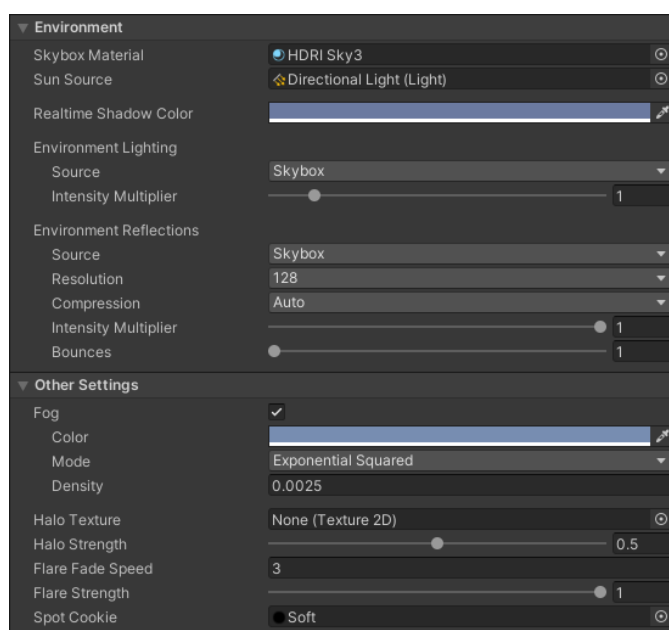 Environment
Skybox Material HDRI Sky3
Sun Source Directional Light (Light)
Realtime Shadow Color
Environment Lighting
Source Skybox
Intensity Multiplier 1
Environment Reflections
Source Skybox
Resolution 128
Compression Auto
Intensity Multiplier 1
Bounces 1
Other Settings
Fog
Color
Mode Exponential Squared
Density 0.0025
Halo Texture None (Texture 2D)
Halo Strength 0.5
Flare Fade Speed 3
Flare Strength 1
Spot Cookie Soft